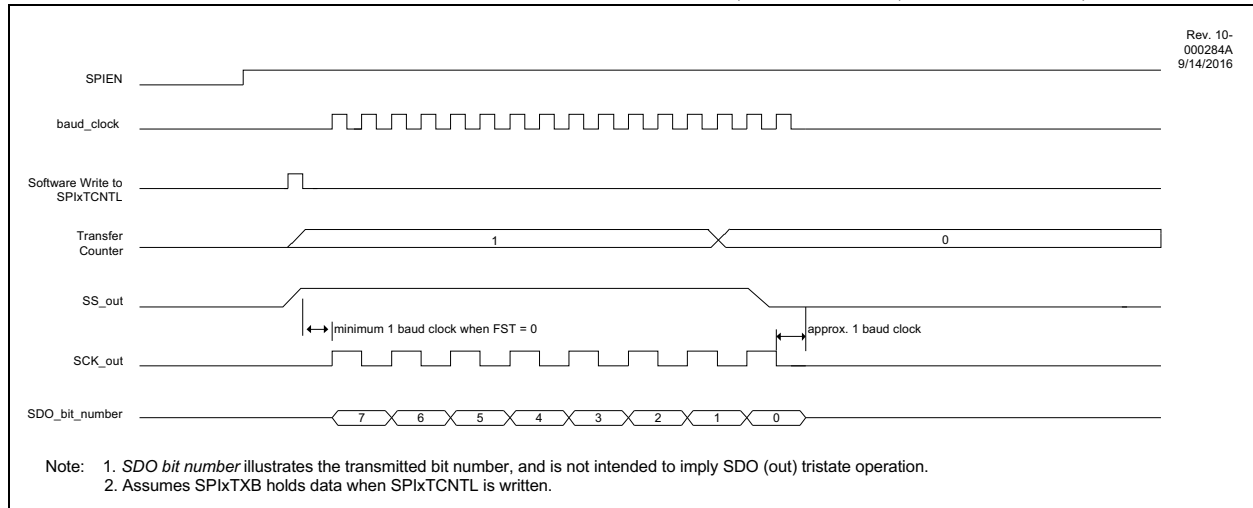 Rev. 10-
000284A
9/14/2016
SPIEN
baud_clock
Software Write to
SPIxTCNTL
Transfer
Counter
1
0
SS_out
minimum 1 baud clock when FST = 0
approx. 1 baud clock
SCK_out
SDO_bit_number
7
6
5
4
3
2
1
0
Note: 1. SDO bit number illustrates the transmitted bit number, and is not intended to imply SDO (out) tristate operation.
2. Assumes SPIxTXB holds data when SPIxTCNTL is written.